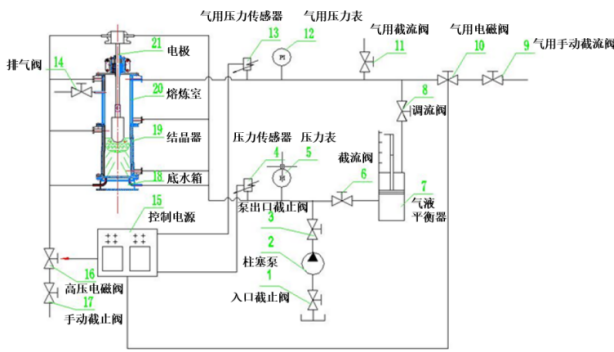 气用压力传感器
气用压力表
气用截流阀
气用电磁阀
气用手动截流阀
21
电极
13
12
11
10
9
排气阀
14
20
熔炼室
8
调流阀
19
结晶器
压力传感器
压力表
截流阀
4
5
18
底水箱
6
7
气液
平衡器
15
控制电源
泵出口截止阀
3
2
柱塞泵
16
高压电磁阀
1
17
入口截止阀
手动截止阀